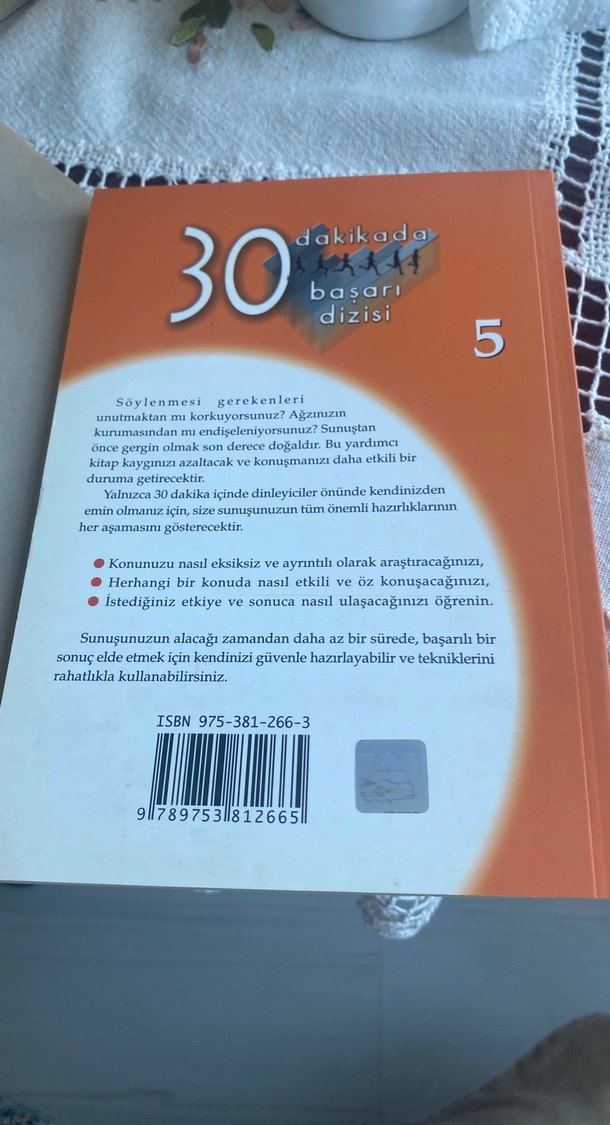 30 dakikada
başarı
dizisi
5
Söylenmesi gerekenleri
unutmaktan mı korkuyorsunuz? Ağzınızın
kurumasından mı endişeleniyorsunuz? Sunuştan
önce gergin olmak son derece doğaldır. Bu yardımcı
kitap kaygınızı azaltacak ve konuşmanızı daha etkili bir
duruma getirecektir.
Yalnızca 30 dakika içinde dinleyiciler önünde kendinizden
emin olmanız için, size sunuşunuzun tüm önemli hazırlıklarının
her aşamasını gösterecektir.
● Konunuzu nasıl eksiksiz ve ayrıntılı olarak araştıracağınızı,
● Herhangi bir konuda nasıl etkili ve öz konuşacağınızı,
● İstediğiniz etkiye ve sonuca nasıl ulaşacağınızı öğrenin.
Sunuşunuzun alacağı zamandan daha az bir sürede, başarılı bir
sonuç elde etmek için kendinizi güvenle hazırlayabilir ve tekniklerini
rahatlıkla kullanabilirsiniz.
ISBN 975-381-266-3
9 789753 812665